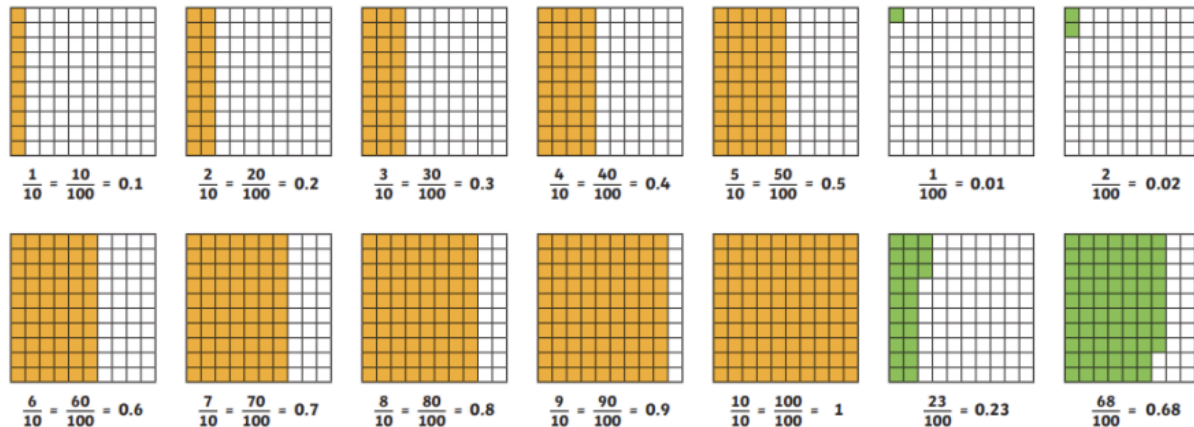 1/10 = 10/100 = 0.1
2/10 = 20/100 = 0.2
3/10 = 30/100 = 0.3
4/10 = 40/100 = 0.4
5/10 = 50/100 = 0.5
1/100 = 0.01
2/100 = 0.02
6/10 = 60/100 = 0.6
7/10 = 70/100 = 0.7
8/10 = 80/100 = 0.8
9/10 = 90/100 = 0.9
10/10 = 100/100 = 1
23/100 = 0.23
68/100 = 0.68